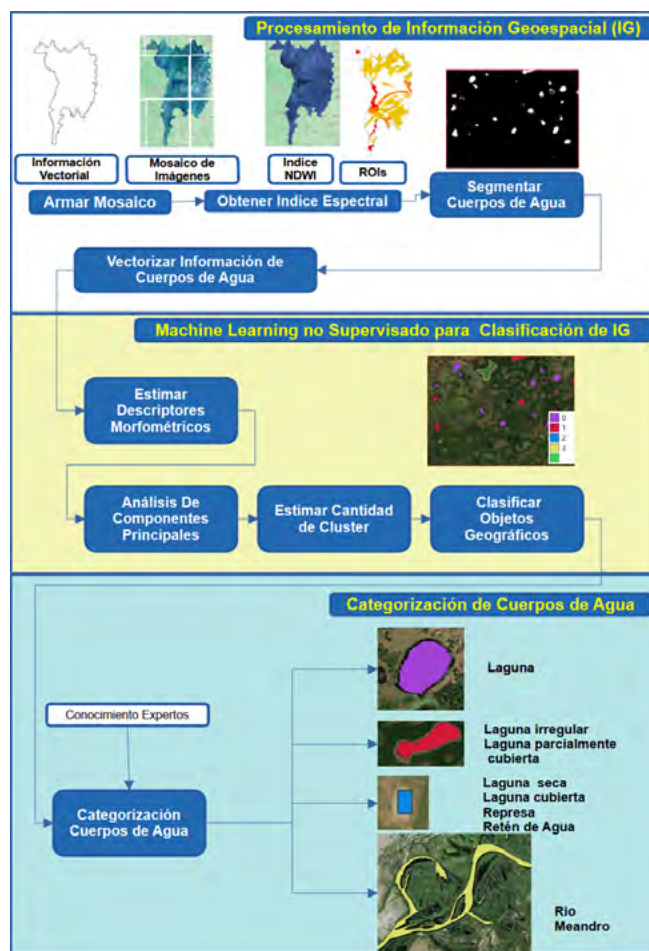 Procesamiento de Información Geoespacial (IG)
Información
Vectorial
Mosaico de
Imágenes
Indice
NDWI
ROIs
Armar Mosaico
Obtener Indice Espectral
Segmentar
Cuerpos de Agua
Vectorizar Información de
Cuerpos de Agua
Machine Learning no Supervisado para Clasificación de IG
Estimar
Descriptores
Morfométricos
0
1
2
3
Análisis De
Componentes
Principales
Estimar Cantidad
de Cluster
Clasificar
Objetos
Geográficos
Categorización de Cuerpos de Agua
Laguna
Conocimiento Expertos
Laguna irregular
Laguna parcialmente
cubierta
Laguna seca
Laguna cubierta
Represa
Retén de Agua
Categorización
Cuerpos de Agua
Rio
Meandro